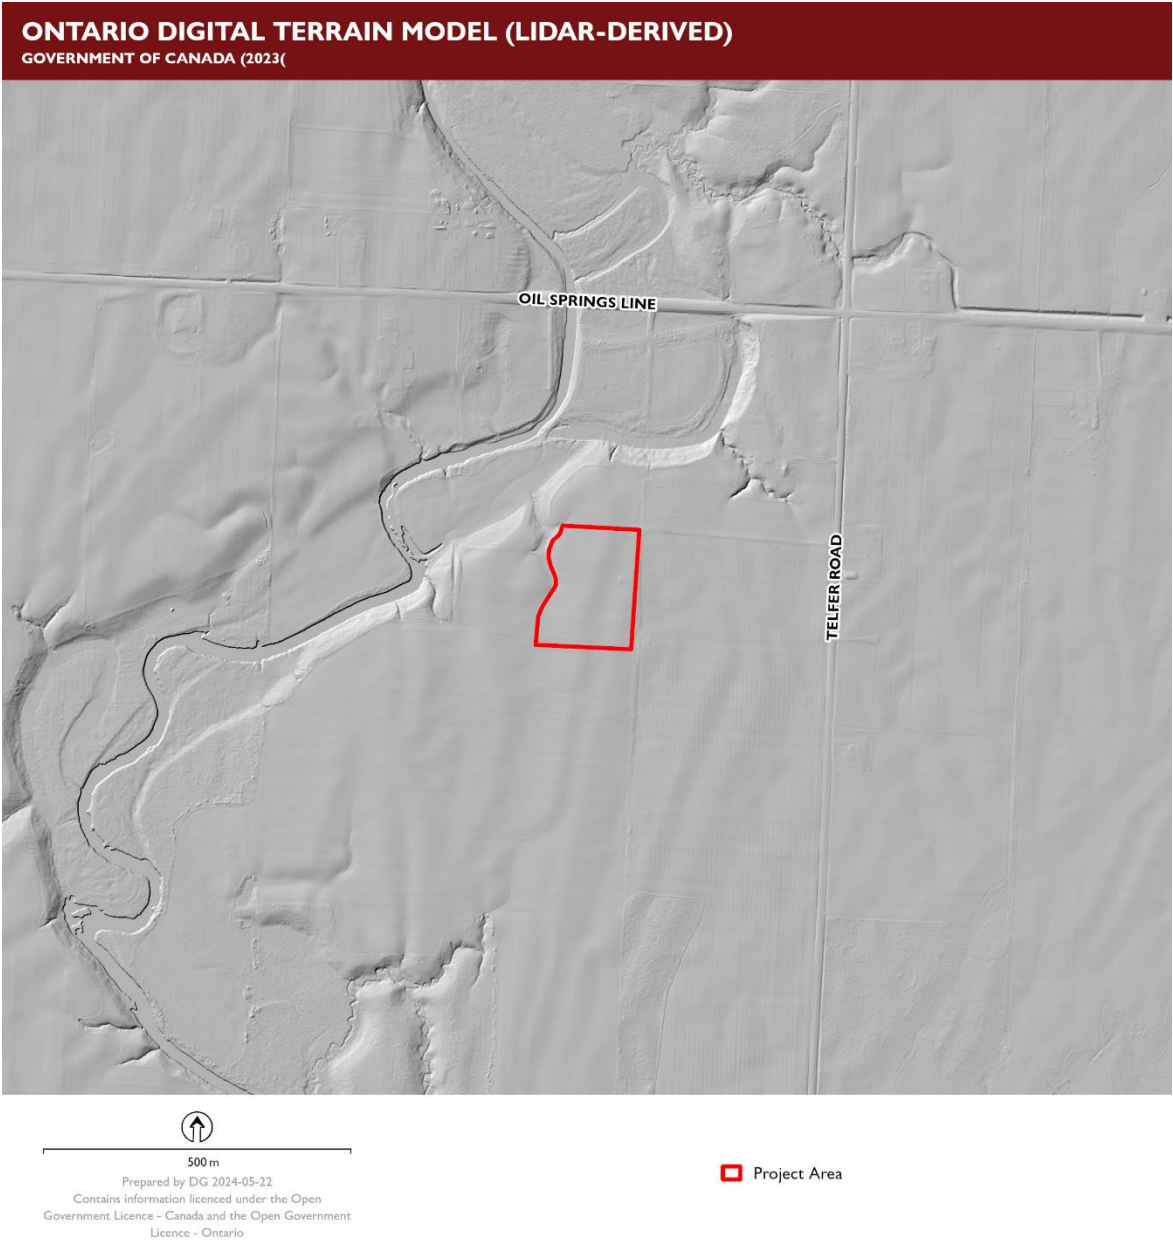 ONTARIO DIGITAL TERRAIN MODEL (LIDAR-DERIVED)
GOVERNMENT OF CANADA (2023(
OIL SPRINGS LINE
TELFER ROAD
500 m
Prepared by DG 2024-05-22
Contains information licenced under the Open
Government Licence - Canada and the Open Government
Licence - Ontario
Project Area